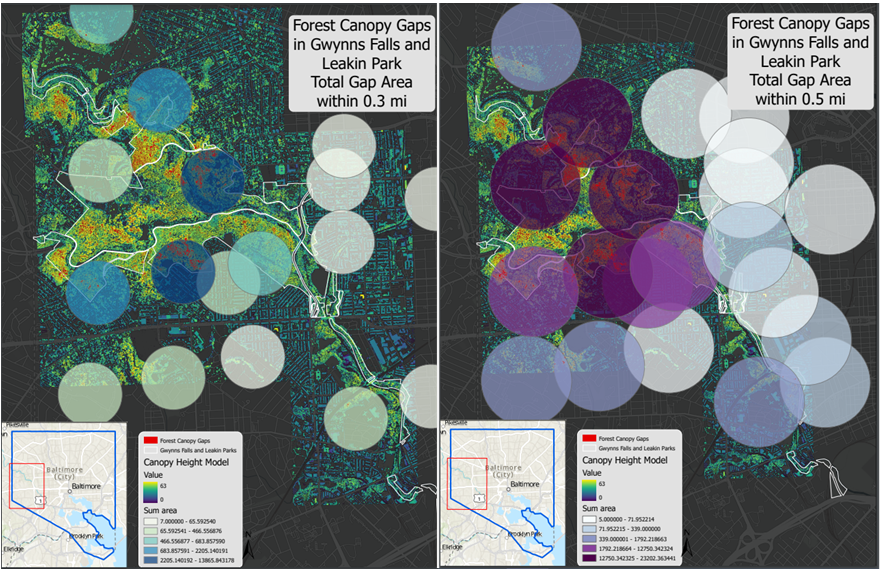 Forest Canopy Gaps
in Gwynns Falls and
Leakin Park
Total Gap Area
within 0.3 mi
Pikesville
Baltimore
(City)
Baltimore
1
Brooklyn Park
Elkridge
Forest Canopy Gaps
Gwynns Falls and Leakin Parks
Canopy Height Model
Value
63
0
Sum area
7.000000 - 65.592540
65.592541 - 466.556876
466.556877 - 683.857590
683.857591 - 2205.140191
2205.140192 - 13865.843178
N
Forest Canopy Gaps
in Gwynns Falls and
Leakin Park
Total Gap Area
within 0.5 mi
Pikesville
Baltimore
(City)
Baltimore
1
Brooklyn Park
Elkridge
Forest Canopy Gaps
Gwynns Falls and Leakin Parks
Canopy Height Model
Value
63
0
Sum area
5.000000 - 71.952214
71.952215 - 339.000000
339.000001 - 1792.218663
1792.218664 - 12750.342324
12750.342325 - 23202.363441
N